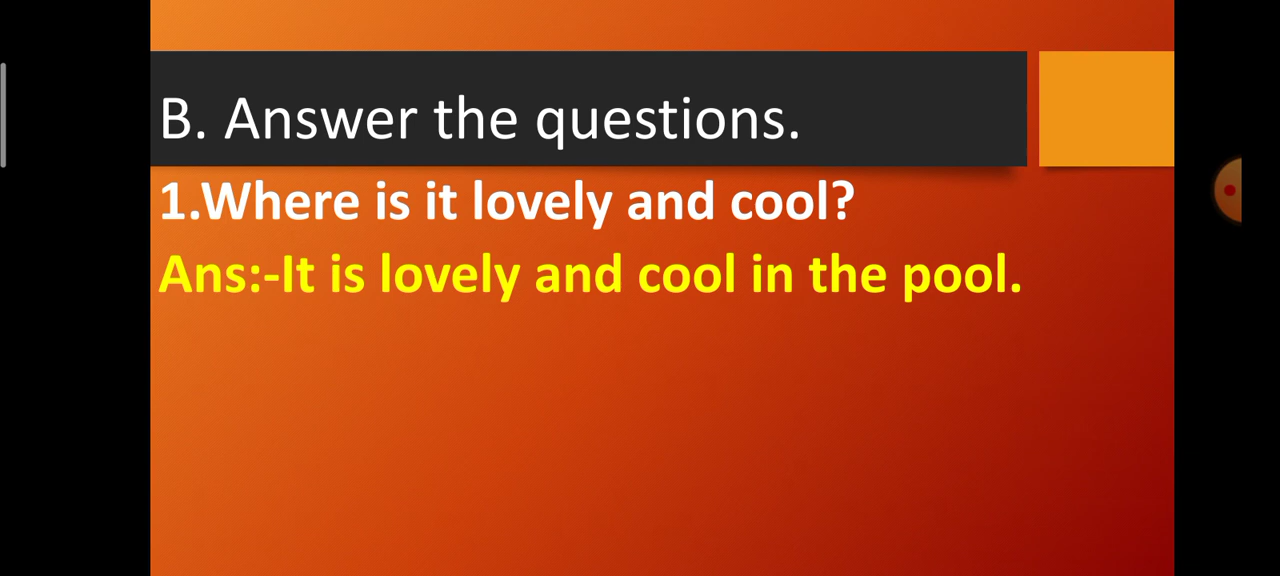 B. Answer the questions.
1.Where is it lovely and cool?
Ans:-It is lovely and cool in the pool.